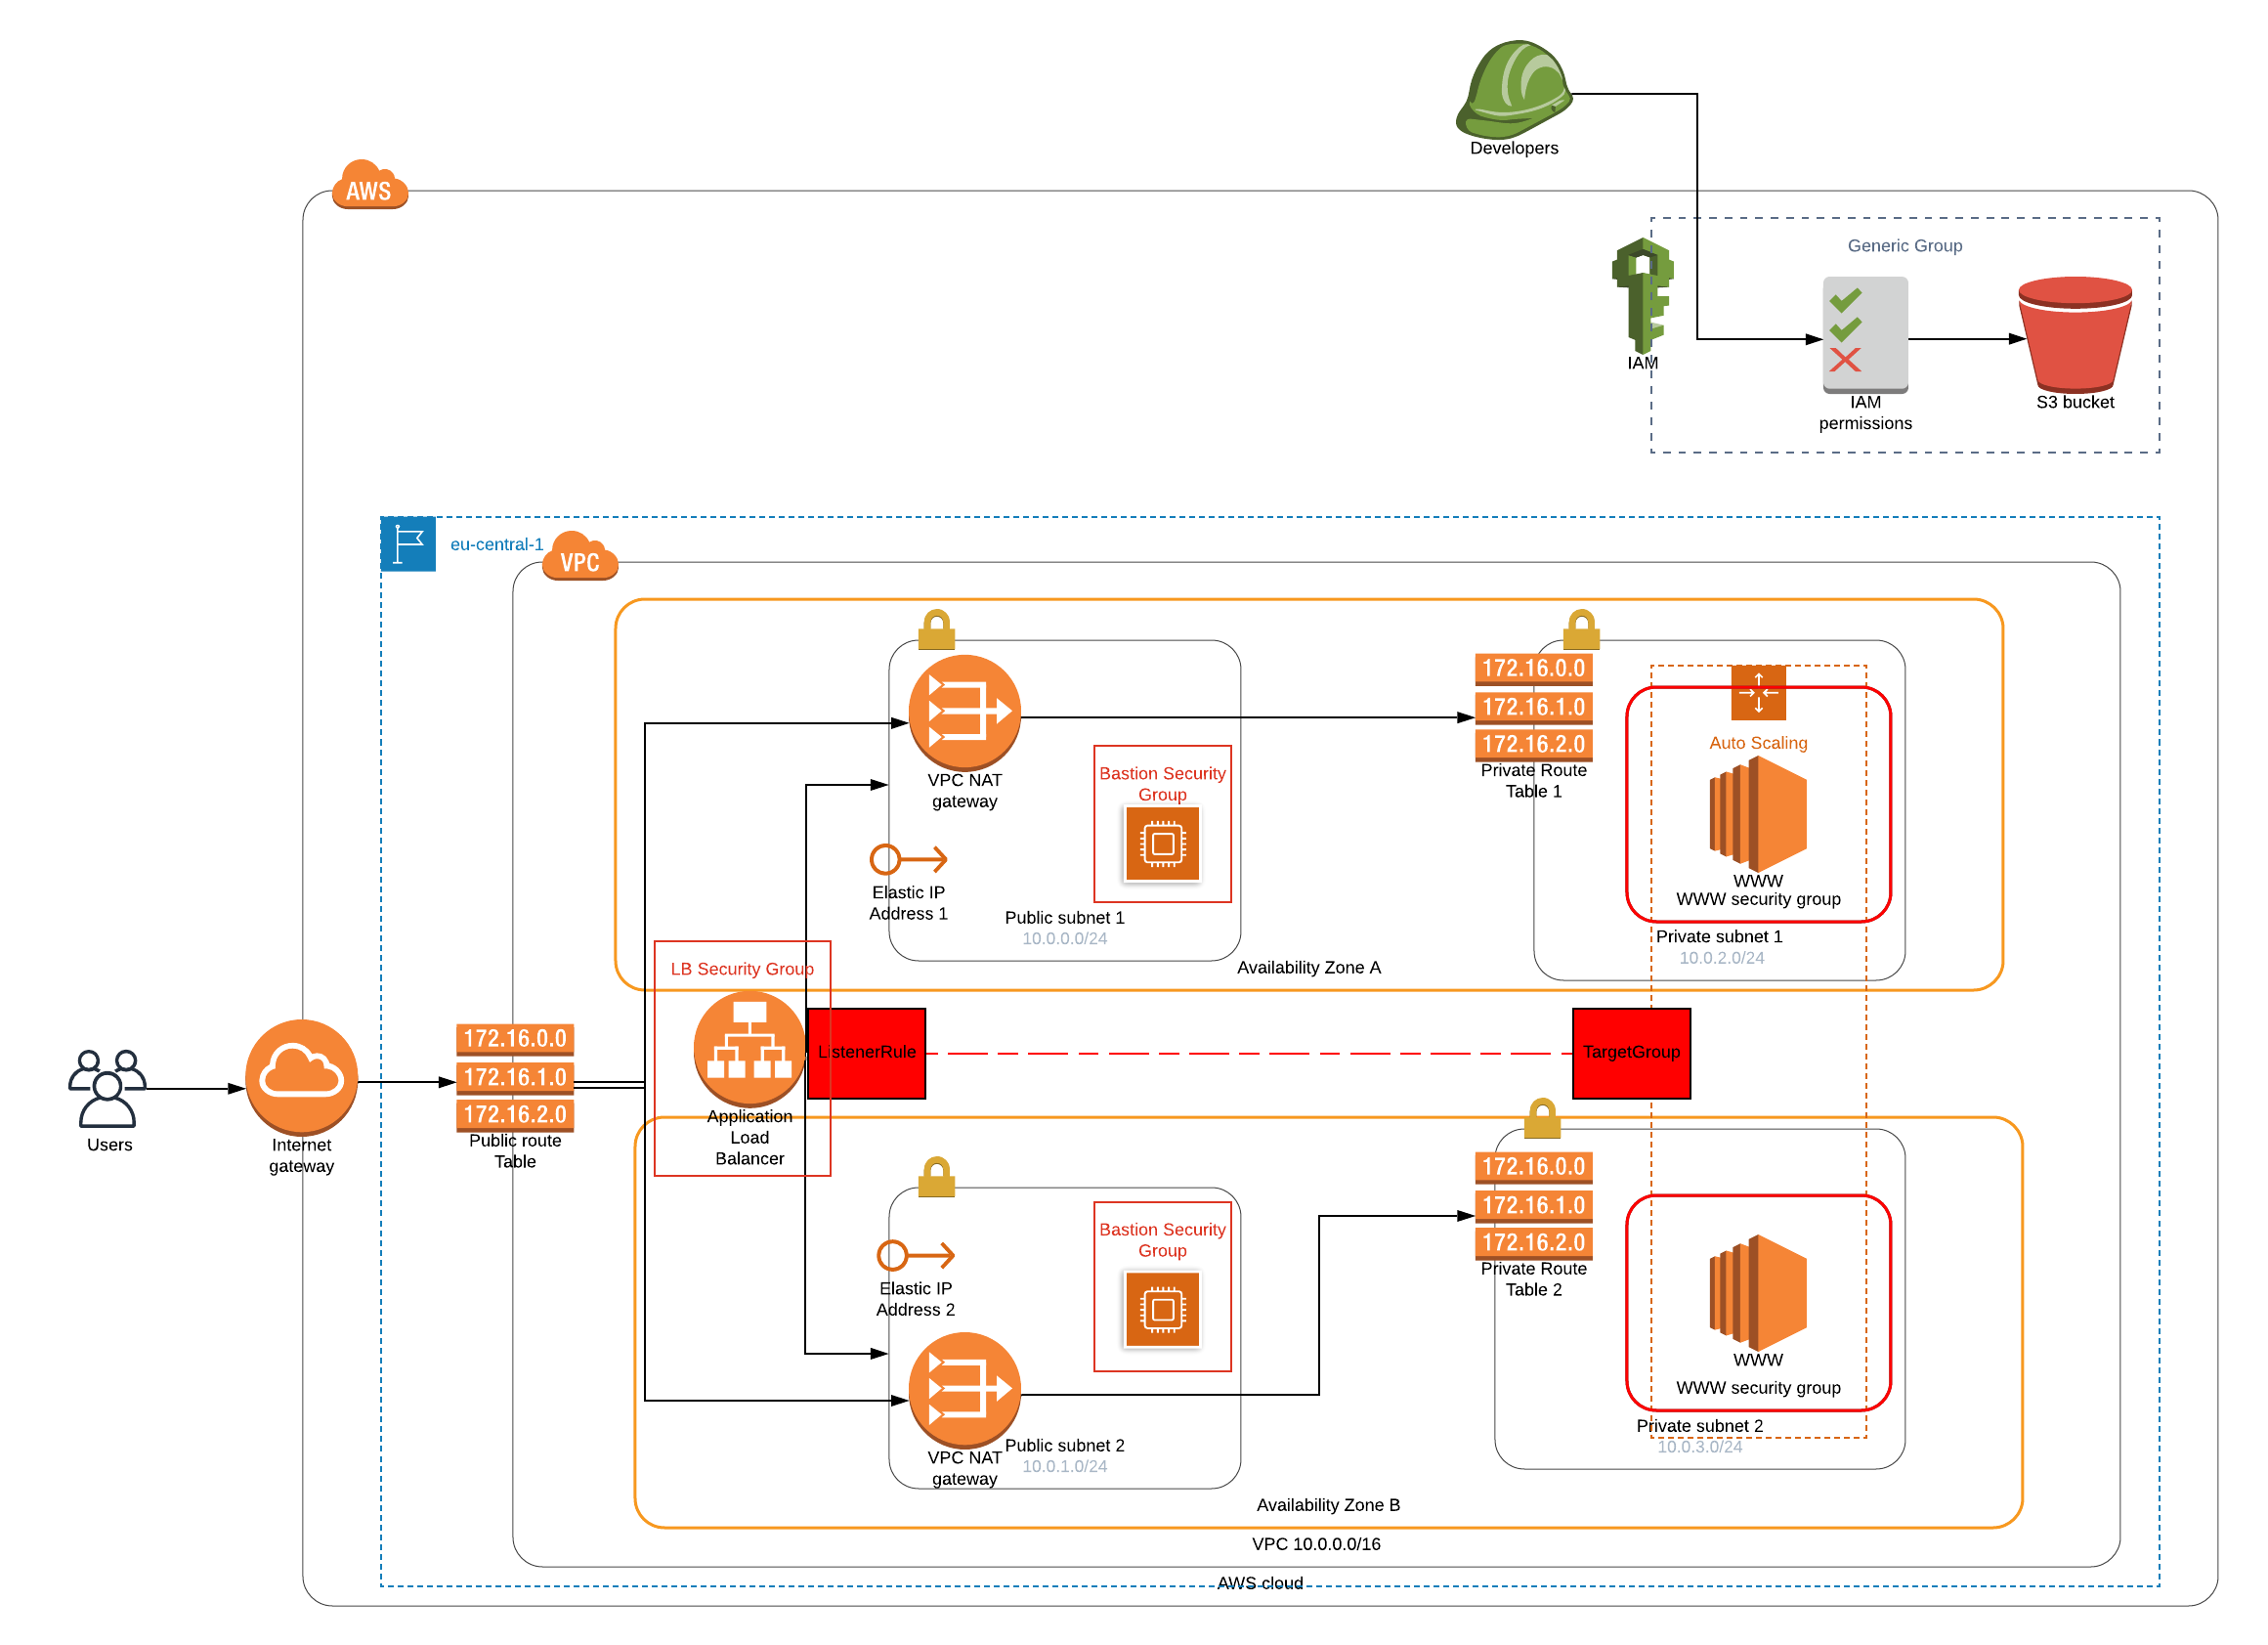 Developers
AWS
Generic Group
IAM
IAM
permissions
S3 bucket
eu-central-1
VPC
172.16.0.0
172.16.1.0
172.16.2.0
Private Route
Table 1
Auto Scaling
VPC NAT
gateway
Bastion Security
Group
WWW
WWW security group
Elastic IP
Address 1
Public subnet 1
10.0.0.0/24
Private subnet 1
10.0.2.0/24
Availability Zone A
LB Security Group
ListenerRule
TargetGroup
Users
Internet
gateway
172.16.0.0
172.16.1.0
172.16.2.0
Public route
Table
Application
Load
Balancer
172.16.0.0
172.16.1.0
172.16.2.0
Private Route
Table 2
Bastion Security
Group
Elastic IP
Address 2
WWW
WWW security group
Private subnet 2
10.0.3.0/24
VPC NAT
gateway
Public subnet 2
10.0.1.0/24
Availability Zone B
VPC 10.0.0.0/16
AWS cloud